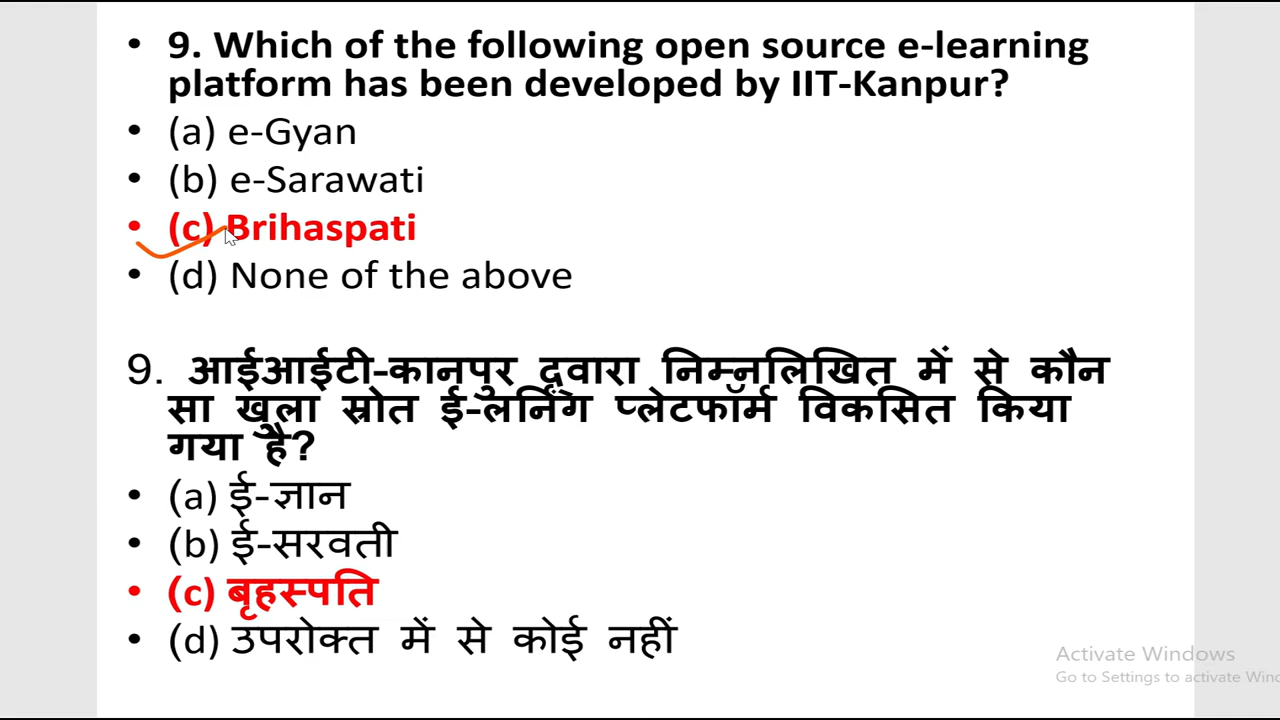 • 9. Which of the following open source e-learning
platform has been developed by IIT-Kanpur?
• (a) e-Gyan
• (b) e-Sarawati
• (c) Brihaspati
• (d) None of the above
9. आईआईटी-कानपुर द्वारा निम्नलिखित में से कौन
सा खुला स्रोत ई-लर्निंग प्लेटफॉर्म विकसित किया
गया है?
• (a) ई-ज्ञान
• (b) ई-सरवती
• (c) बृहस्पति
• (d) उपरोक्त में से कोई नहीं
Activate Windows
Go to Settings to activate Wind